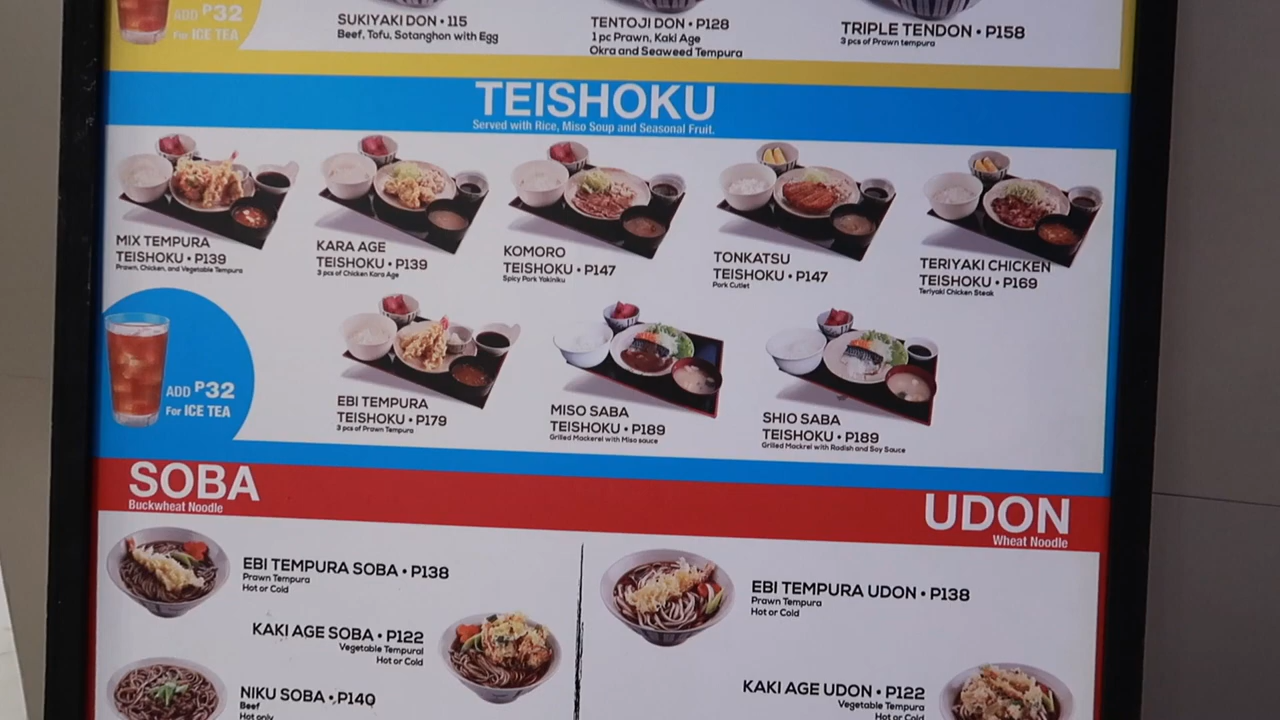 ADD P32
For ICE TEA
SUKIYAKI DON • 115
Beef, Tofu, Sotanghon with Egg
TENTOJI DON • P128
1 pc Prawn, Kaki Age
Okra and Seaweed Tempura
TRIPLE TENDON • P158
3 pcs of Prawn tempura
TEISHOKU
Served with Rice, Miso Soup and Seasonal Fruit.
MIX TEMPURA
TEISHOKU • P139
Prawn, Chicken, and Vegetable Tempura
KARA AGE
TEISHOKU • P139
3 pcs of Chicken Kara Age
KOMORO
TEISHOKU • P147
Spicy Pork Yakiniku
TONKATSU
TEISHOKU • P147
Pork Cutlet
TERIYAKI CHICKEN
TEISHOKU • P169
Teriyaki Chicken Steak
ADD P32
For ICE TEA
EBI TEMPURA
TEISHOKU • P179
3 pcs of Prawn Tempura
MISO SABA
TEISHOKU • P189
Grilled Mackerel with Miso sauce
SHIO SABA
TEISHOKU • P189
Grilled Mackrel with Radish and Soy Sauce
SOBA
Buckwheat Noodle
UDON
Wheat Noodle
EBI TEMPURA SOBA • P138
Prawn Tempura
Hot or Cold
KAKI AGE SOBA • P122
Vegetable Tempural
Hot or Cold
NIKU SOBA • P140
Beef
Hot only
EBI TEMPURA UDON • P138
Prawn Tempura
Hot or Cold
KAKI AGE UDON • P122
Vegetable Tempura
Hot or Cold